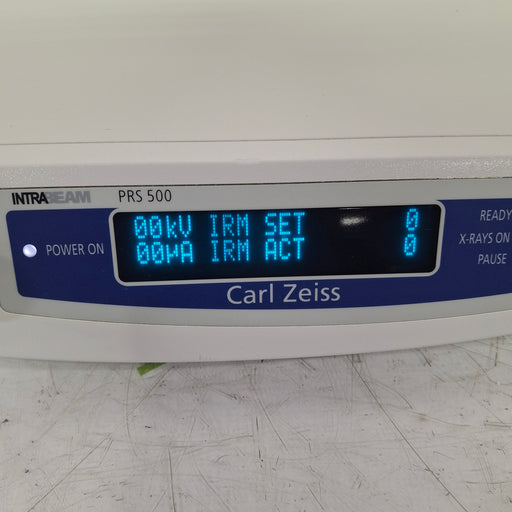 INTRABEAM PRS 500
00kV IRM SET 0
00µA IRM ACT 0
POWER ON
READY
X-RAYS ON
PAUSE
Carl Zeiss